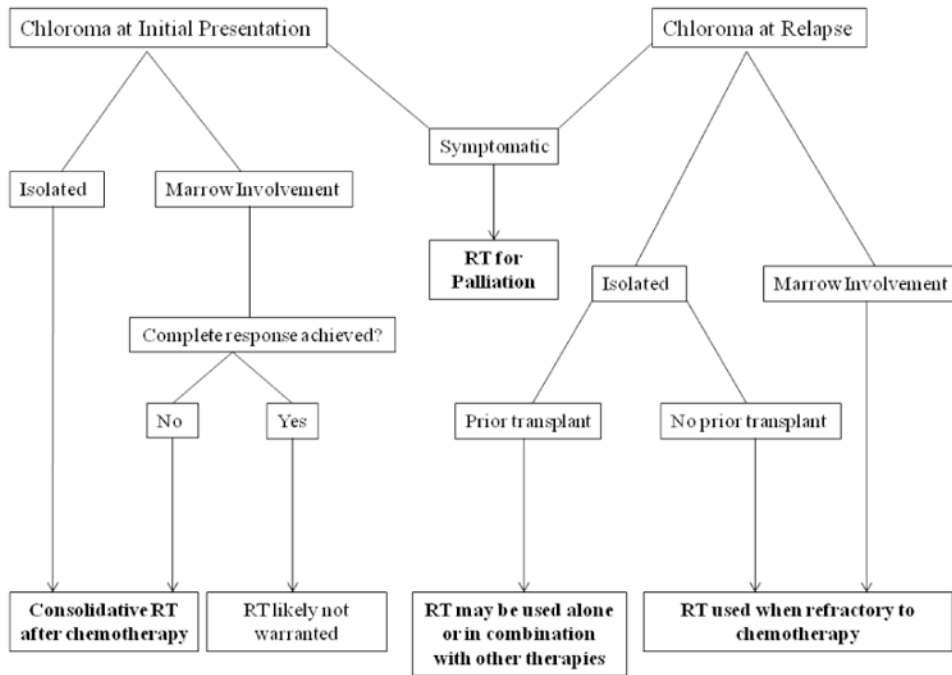 Chloroma at Initial Presentation
Chloroma at Relapse
Symptomatic
Isolated
Marrow Involvement
RT for
Palliation
Isolated
Marrow Involvement
Complete response achieved?
No
Yes
Prior transplant
No prior transplant
Consolidative RT
after chemotherapy
RT likely not
warranted
RT may be used alone
or in combination
with other therapies
RT used when refractory to
chemotherapy